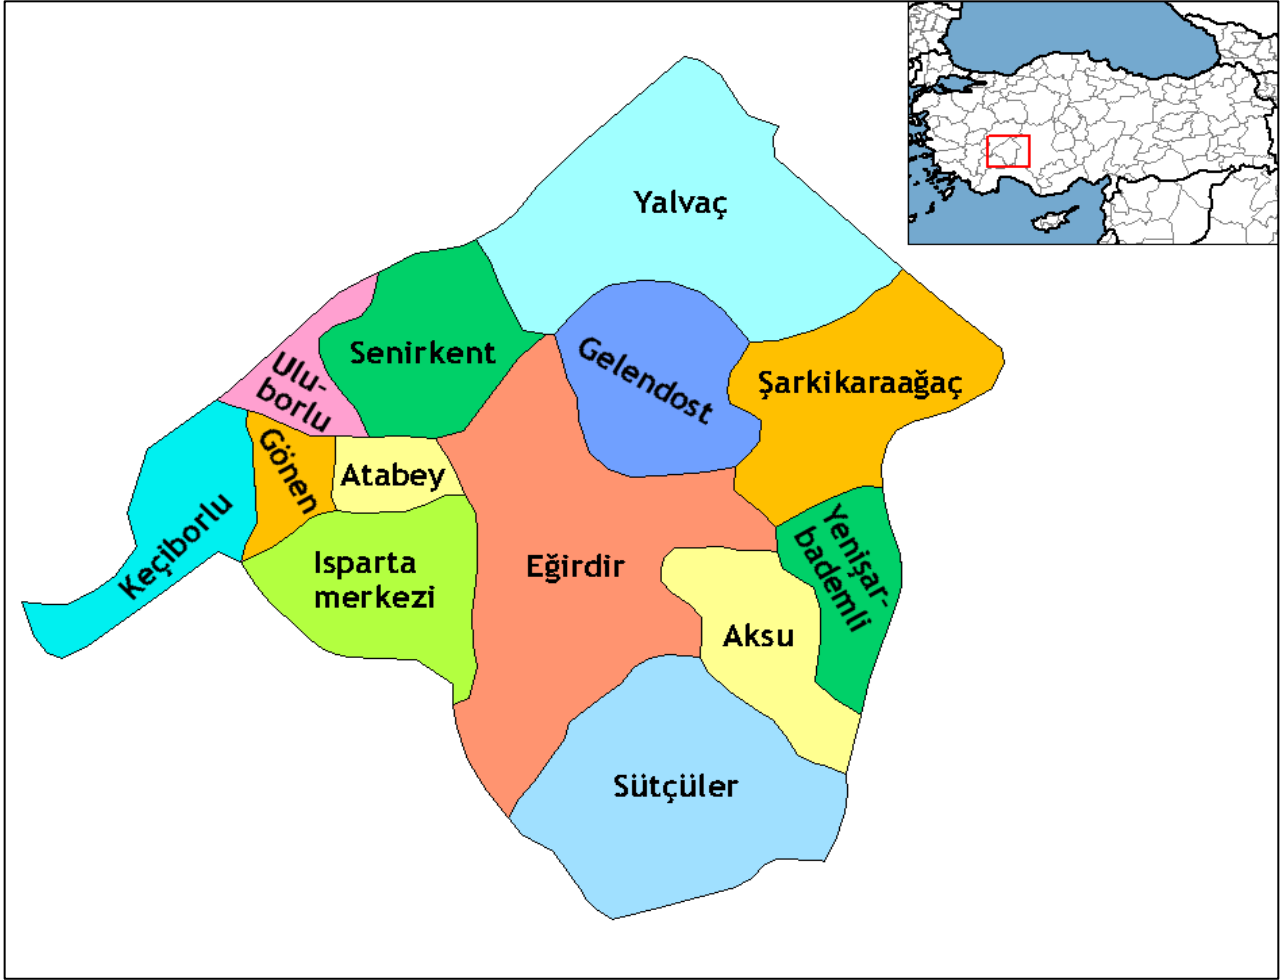 Yalvaç
Senirkent
Gelendost
Şarkikaraağaç
Ulu-
borlu
Gönen
Atabey
Keçiborlu
Isparta
merkezi
Eğirdir
Yenişar-
bademli
Aksu
Sütçüler